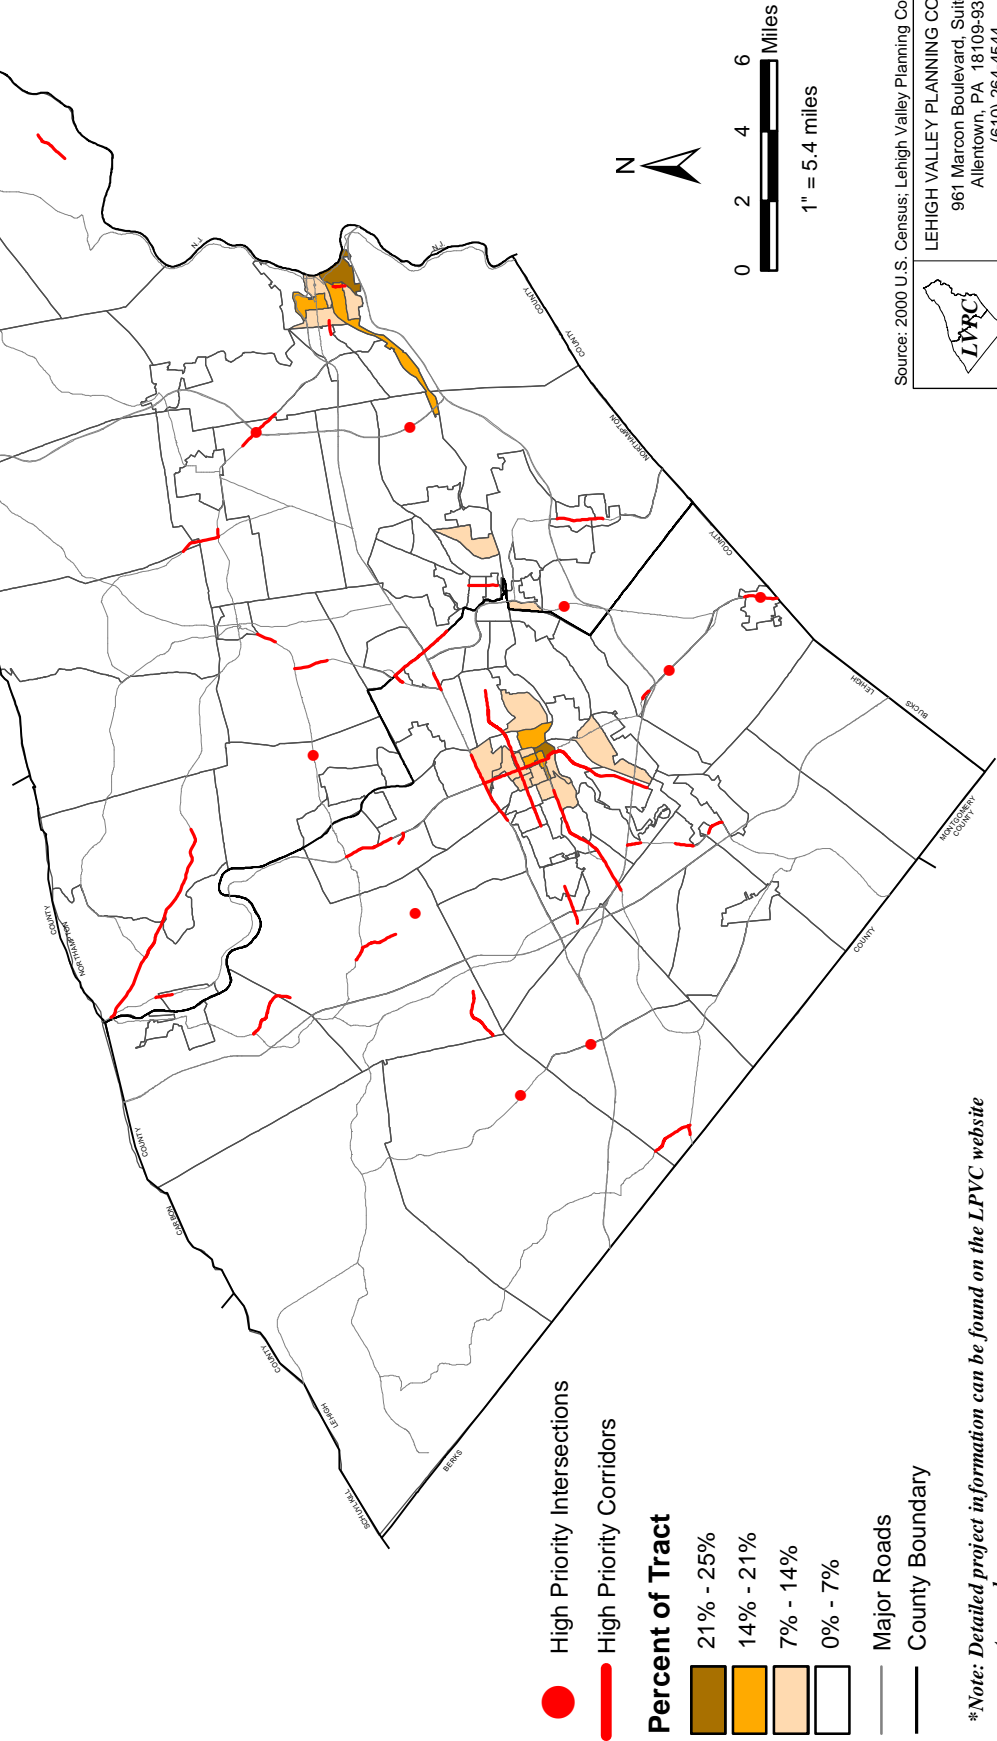 High Priority Intersections
High Priority Corridors
Percent of Tract
21% - 25%
14% - 21%
7% - 14%
0% - 7%
Major Roads
County Boundary
*Note: Detailed project information can be found on the LPVC website
SCHUYLKILL
COUNTY
LEHIGH
CARBON
COUNTY
COUNTY
NORTHAMPTON
BERKS
COUNTY
MONTGOMERY
COUNTY
LEHIGH
BUCKS
COUNTY
NORTHAMPTON
COUNTY
COUNTY
NJ
NJ
N
0 2 4 6
Miles
1" = 5.4 miles
Source: 2000 U.S. Census; Lehigh Valley Planning Co
LVPC
LEHIGH VALLEY PLANNING CO
961 Marcon Boulevard, Suit
Allentown, PA 18109-93
(610) 264-4544